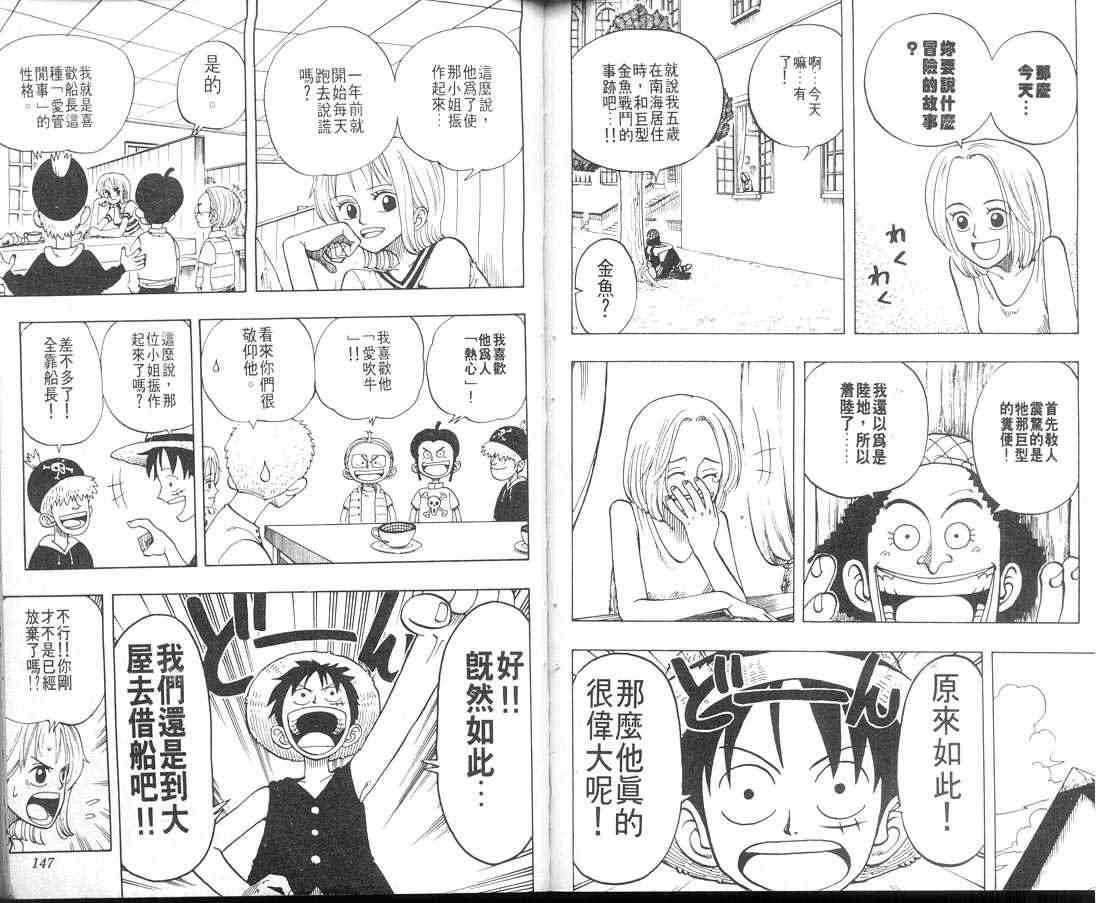 那麼
今天…
妳要說什麼
冒險的故事
？
わく
わく
啊…今天
嘛…有
了！
就說我五歲
在南海居住
時，和巨型
金魚戰鬥的
事跡吧…!!
金魚？
首先教人
震驚的是
牠那巨型
的糞便！
我還以為是
陸地，所以
着陸了……
原來如此！
那麼他真的
很偉大呢！
どーん
這麼說，
他為了使
那小姐振
作起來…
一年前就
開始每天
跑去說謊
嗎？
是的。
我就是喜
歡船長這
種「愛管
閒事」的
性格。
我喜歡
他為人
「熱心」！
我喜歡他
「愛吹牛
」!!
看來你們很
敬仰他。
這麼說，那
位小姐振作
起來了嗎？
差不多了！
全靠船長！
好!!
既然如此…
どーん
我們還是到大
屋去借船吧!!
不行!!你剛
才不是已經
放棄了嗎!?
147